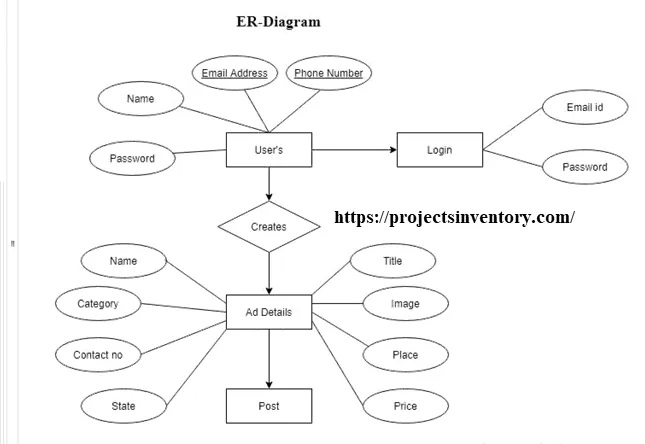 ER-Diagram
Email Address
Phone Number
Name
Email id
User's
Login
Password
Password
Creates
https://projectsinventory.com/
Name
Title
Category
Image
Ad Details
Contact no
Place
State
Post
Price